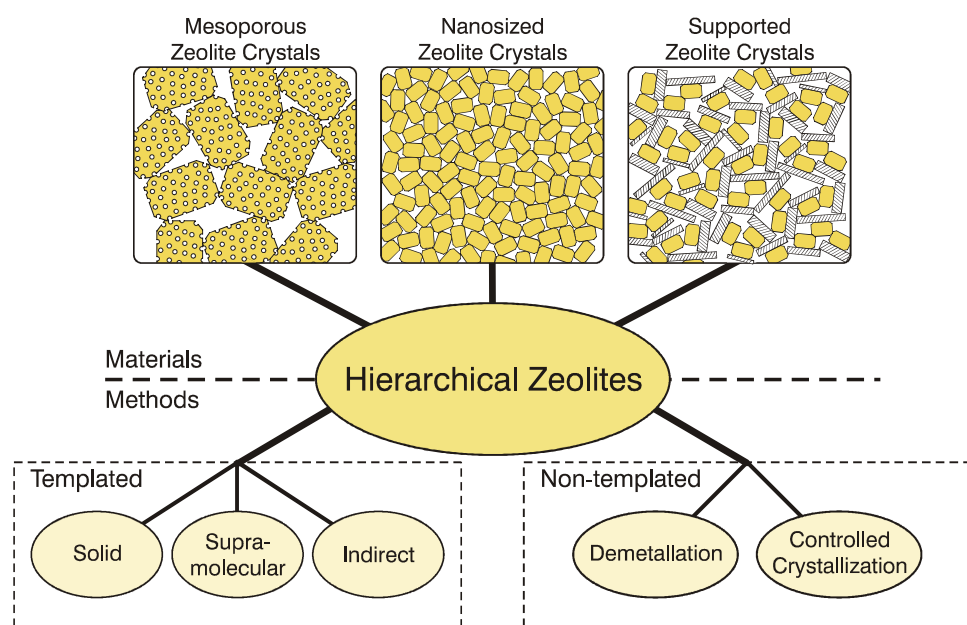 Mesoporous
Zeolite Crystals
Nanosized
Zeolite Crystals
Supported
Zeolite Crystals
Materials
Methods
Hierarchical Zeolites
Templated
Solid
Supra-
molecular
Indirect
Non-templated
Demetallation
Controlled
Crystallization